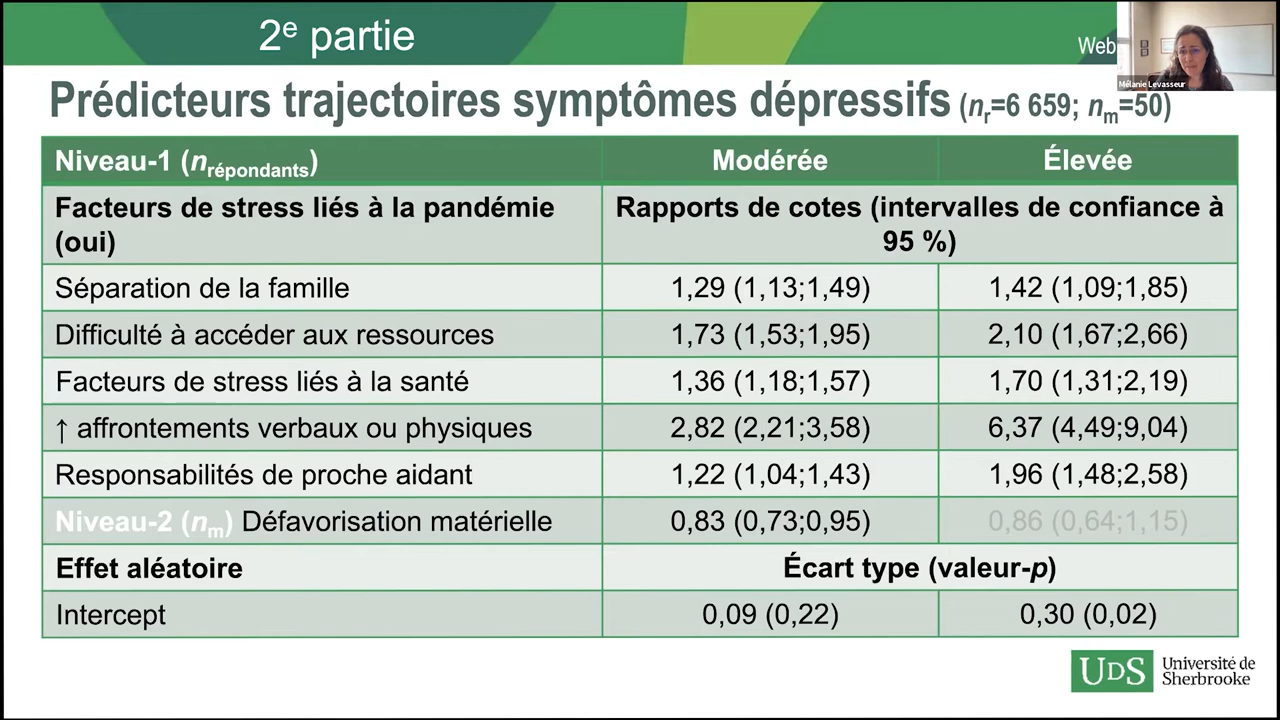 2e partie
Web
Mélanie Levasseur
Prédicteurs trajectoires symptômes dépressifs (nr=6 659; nm=50)
Niveau-1 (nrépondants) Modérée Élevée
Facteurs de stress liés à la pandémie (oui) Rapports de cotes (intervalles de confiance à 95 %)
Séparation de la famille 1,29 (1,13;1,49) 1,42 (1,09;1,85)
Difficulté à accéder aux ressources 1,73 (1,53;1,95) 2,10 (1,67;2,66)
Facteurs de stress liés à la santé 1,36 (1,18;1,57) 1,70 (1,31;2,19)
↑ affrontements verbaux ou physiques 2,82 (2,21;3,58) 6,37 (4,49;9,04)
Responsabilités de proche aidant 1,22 (1,04;1,43) 1,96 (1,48;2,58)
Niveau-2 (nm) Défavorisation matérielle 0,83 (0,73;0,95) 0,86 (0,64;1,15)
Effet aléatoire Écart type (valeur-p)
Intercept 0,09 (0,22) 0,30 (0,02)
UDS Université de
Sherbrooke